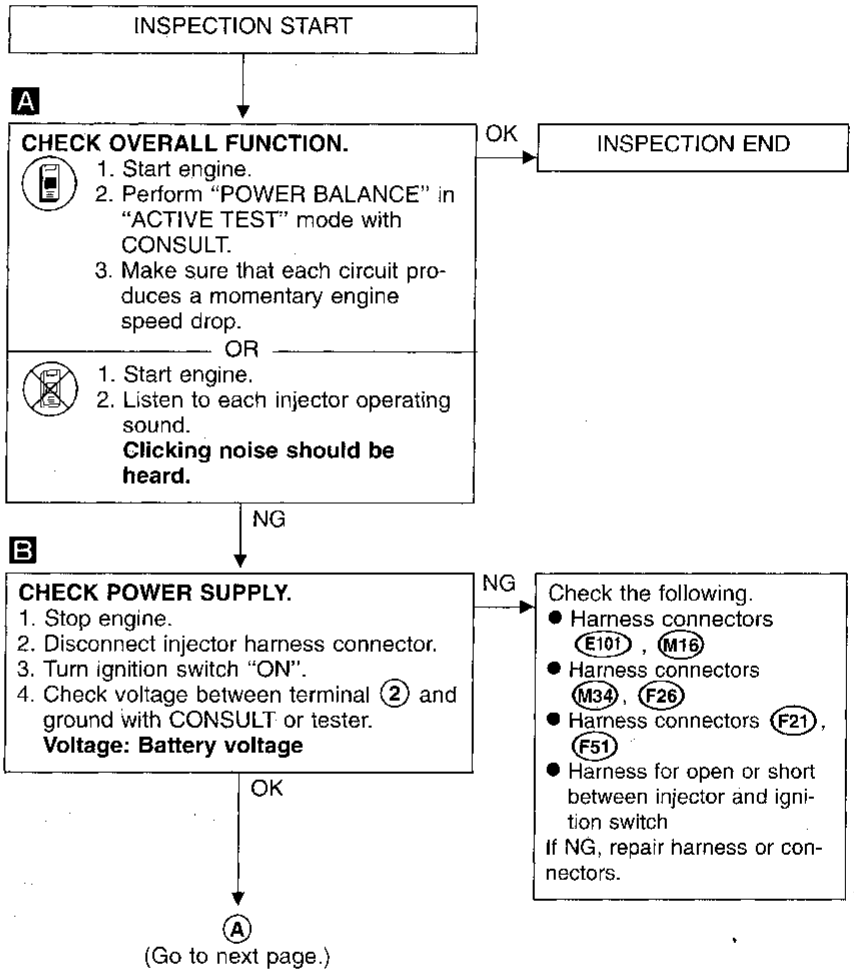 INSPECTION START
A
CHECK OVERALL FUNCTION.
1. Start engine.
2. Perform “POWER BALANCE” in
“ACTIVE TEST” mode with
CONSULT.
3. Make sure that each circuit pro-
duces a momentary engine
speed drop.
OR
1. Start engine.
2. Listen to each injector operating
sound.
Clicking noise should be
heard.
OK
INSPECTION END
NG
B
CHECK POWER SUPPLY.
1. Stop engine.
2. Disconnect injector harness connector.
3. Turn ignition switch “ON”.
4. Check voltage between terminal 2 and
ground with CONSULT or tester.
Voltage: Battery voltage
NG
Check the following.
● Harness connectors
E101 , M16
● Harness connectors
M34 , F26
● Harness connectors F21 ,
F51
● Harness for open or short
between injector and igni-
tion switch
If NG, repair harness or con-
nectors.
OK
A
(Go to next page.)